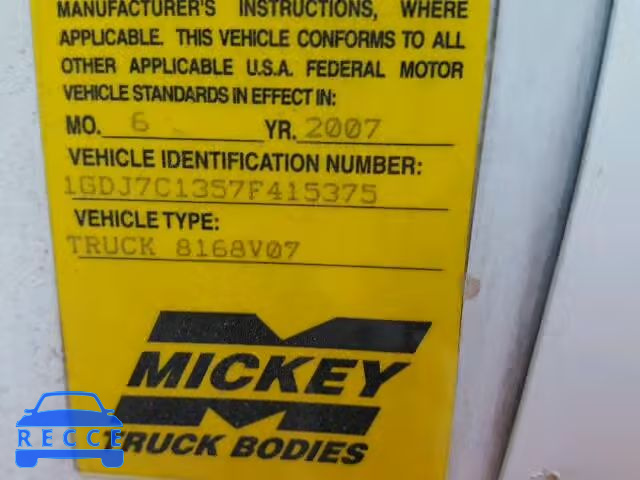 MANUFACTURER'S INSTRUCTIONS, WHERE
APPLICABLE. THIS VEHICLE CONFORMS TO ALL
OTHER APPLICABLE U.S.A. FEDERAL MOTOR
VEHICLE STANDARDS IN EFFECT IN:
MO. 6 YR. 2007
VEHICLE IDENTIFICATION NUMBER:
1GDJ7C1357F415375
VEHICLE TYPE:
TRUCK 8168V07
MICKEY
TRUCK BODIES
RECCE